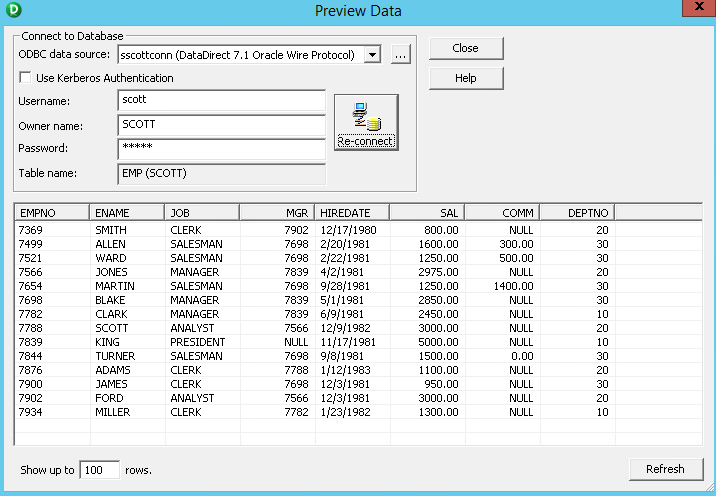 D
Preview Data
X
Connect to Database
ODBC data source: sscottconn (DataDirect 7.1 Oracle Wire Protocol) ... Close
Use Kerberos Authentication Help
Username: scott
Owner name: SCOTT
Password: *****
Re-connect
Table name: EMP (SCOTT)
EMPNO ENAME JOB MGR HIREDATE SAL COMM DEPTNO
7369 SMITH CLERK 7902 12/17/1980 800.00 NULL 20
7499 ALLEN SALESMAN 7698 2/20/1981 1600.00 300.00 30
7521 WARD SALESMAN 7698 2/22/1981 1250.00 500.00 30
7566 JONES MANAGER 7839 4/2/1981 2975.00 NULL 20
7654 MARTIN SALESMAN 7698 9/28/1981 1250.00 1400.00 30
7698 BLAKE MANAGER 7839 5/1/1981 2850.00 NULL 30
7782 CLARK MANAGER 7839 6/9/1981 2450.00 NULL 10
7788 SCOTT ANALYST 7566 12/9/1982 3000.00 NULL 20
7839 KING PRESIDENT NULL 11/17/1981 5000.00 NULL 10
7844 TURNER SALESMAN 7698 9/8/1981 1500.00 0.00 30
7876 ADAMS CLERK 7788 1/12/1983 1100.00 NULL 20
7900 JAMES CLERK 7698 12/3/1981 950.00 NULL 30
7902 FORD ANALYST 7566 12/3/1981 3000.00 NULL 20
7934 MILLER CLERK 7782 1/23/1982 1300.00 NULL 10
Show up to 100 rows. Refresh